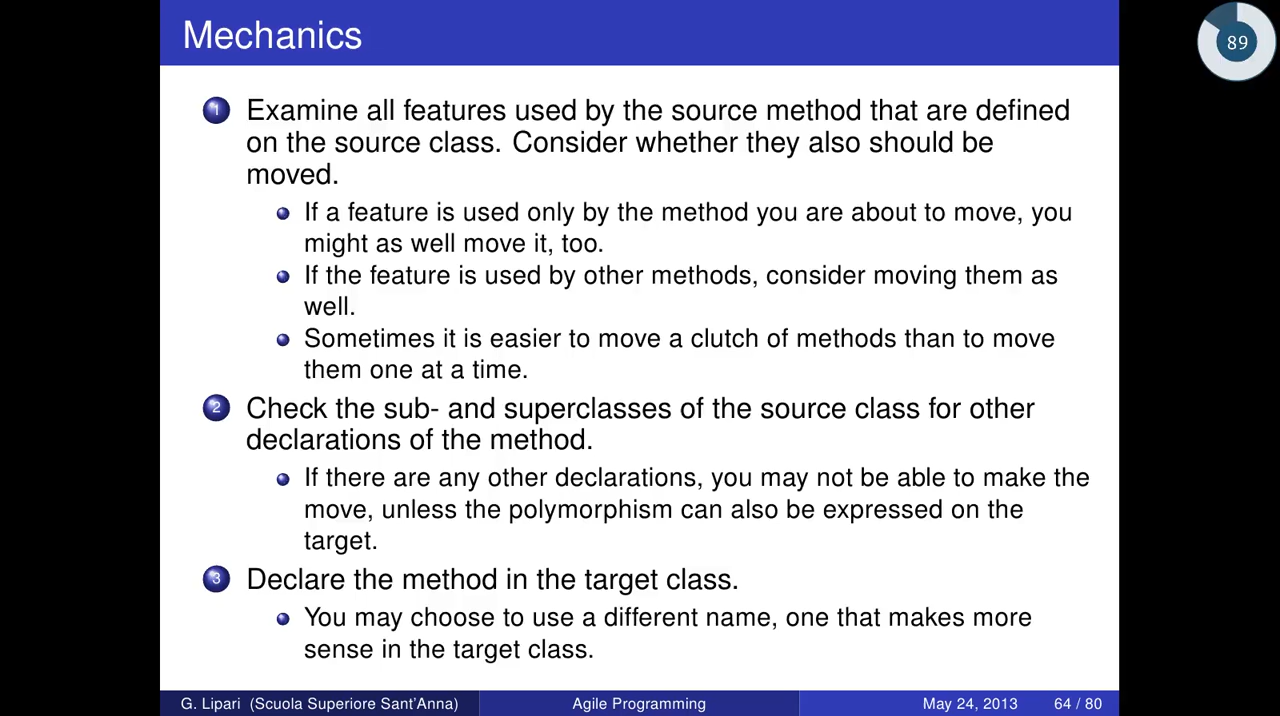 Mechanics
89
1 Examine all features used by the source method that are defined
on the source class. Consider whether they also should be
moved.
If a feature is used only by the method you are about to move, you
might as well move it, too.
If the feature is used by other methods, consider moving them as
well.
Sometimes it is easier to move a clutch of methods than to move
them one at a time.
2 Check the sub- and superclasses of the source class for other
declarations of the method.
If there are any other declarations, you may not be able to make the
move, unless the polymorphism can also be expressed on the
target.
3 Declare the method in the target class.
You may choose to use a different name, one that makes more
sense in the target class.
G. Lipari (Scuola Superiore Sant'Anna) Agile Programming May 24, 2013 64 / 80